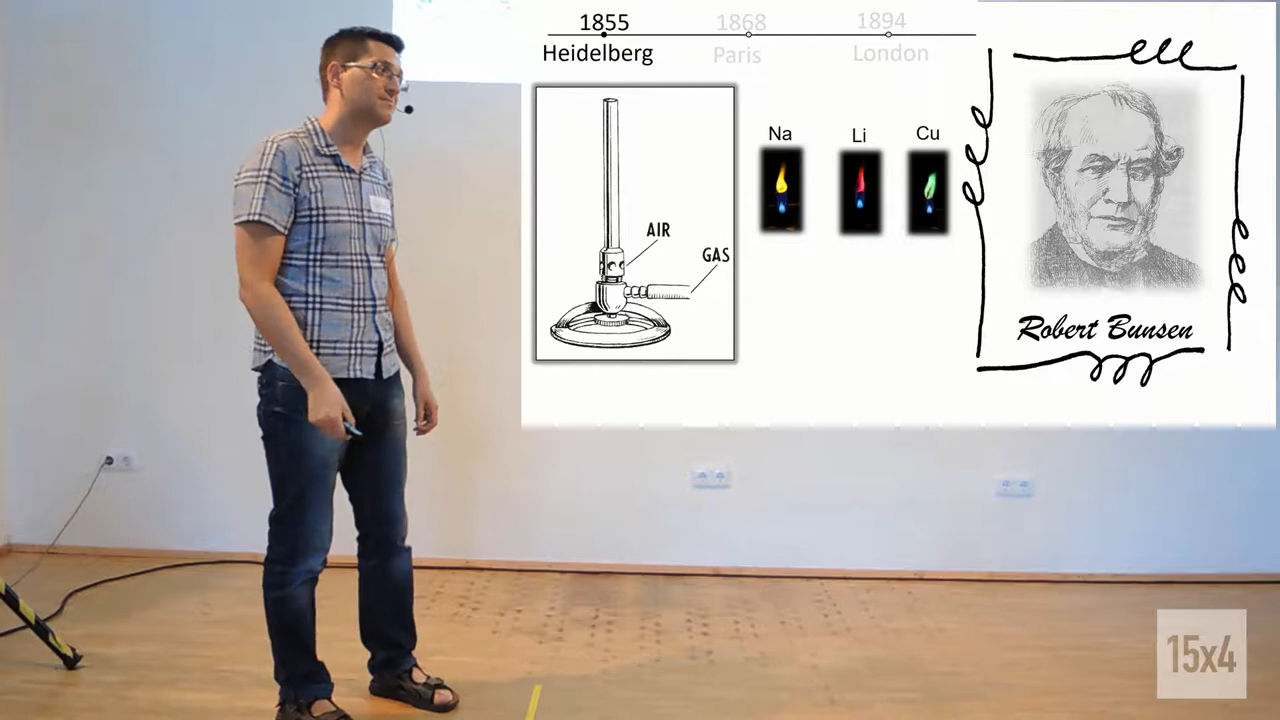 1855
1868
1894
Heidelberg
Paris
London
Na
Li
Cu
AIR
GAS
Robert Bunsen
15x4